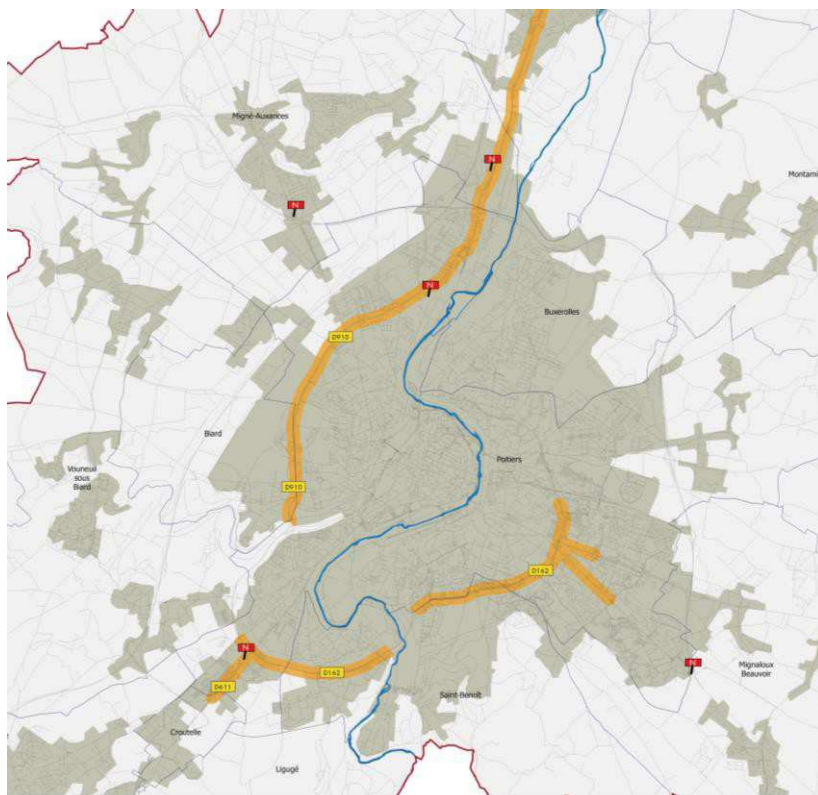 Migné-Auxances
N
Montami
N
N
Buxerolles
D910
Biard
Poitiers
Vouneuil
sous
Biard
D910
D162
N
D162
N
Mignaloux
Beauvoir
D611
Saint-Benoît
Croutelle
Ligugé